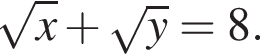 √x + √y = 8.